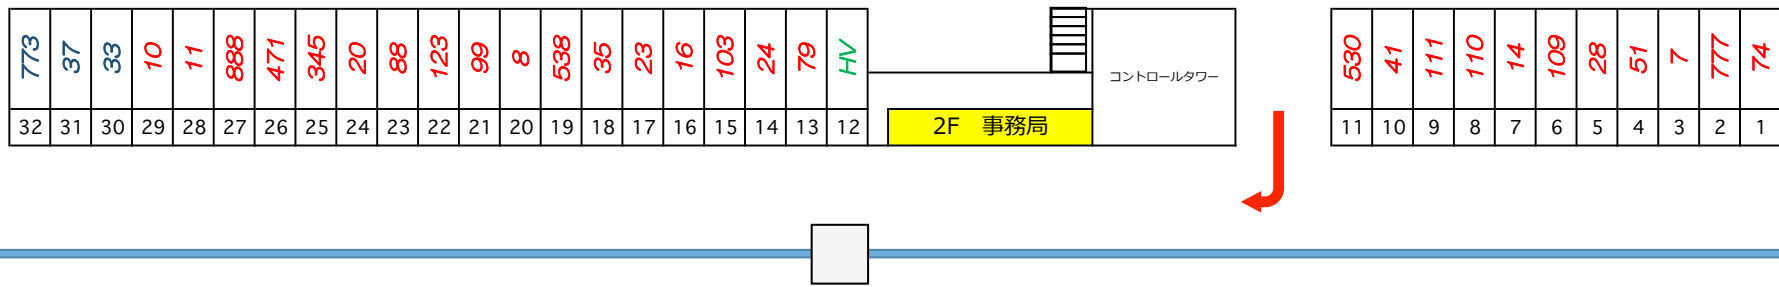 773 37 33 10 11 888 471 345 20 88 123 99 8 538 35 23 16 103 24 79 HV
32 31 30 29 28 27 26 25 24 23 22 21 20 19 18 17 16 15 14 13 12
2F 事務局
コントロールタワー
530 41 111 110 14 109 28 51 7 777 74
11 10 9 8 7 6 5 4 3 2 1